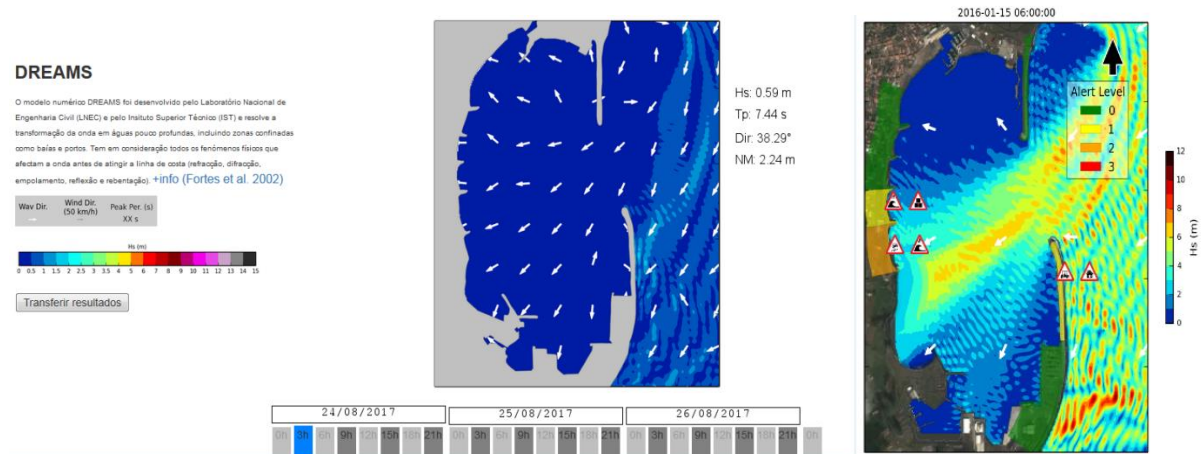 DREAMS
O modelo numérico DREAMS foi desenvolvido pelo Laboratório Nacional de
Engenharia Civil (LNEC) e pelo Insituto Superior Técnico (IST) e resolve a
transformação da onda em águas pouco profundas, incluindo zonas confinadas
como baías e portos. Tem em consideração todos os fenómenos físicos que
afectam a onda antes de atingir a linha de costa (refracção, difracção,
empolamento, reflexão e rebentação). +info (Fortes et al. 2002)
Wav Dir. Wind Dir. (50 km/h) Peak Per. (s)
XX s
Hs (m)
0 0.5 1 1.5 2 2.5 3 3.5 4 5 6 7 8 9 10 11 12 13 14 15
Transferir resultados
Hs: 0.59 m
Tp: 7.44 s
Dir: 38.29°
NM: 2.24 m
24/08/2017 25/08/2017 26/08/2017
0h 3h 6h 9h 12h 15h 18h 21h 0h 3h 6h 9h 12h 15h 18h 21h 0h 3h 6h 9h 12h 15h 18h 21h 0h
2016-01-15 06:00:00
Alert Level
0
1
2
3
12
10
8
6
4
2
0
Hs (m)